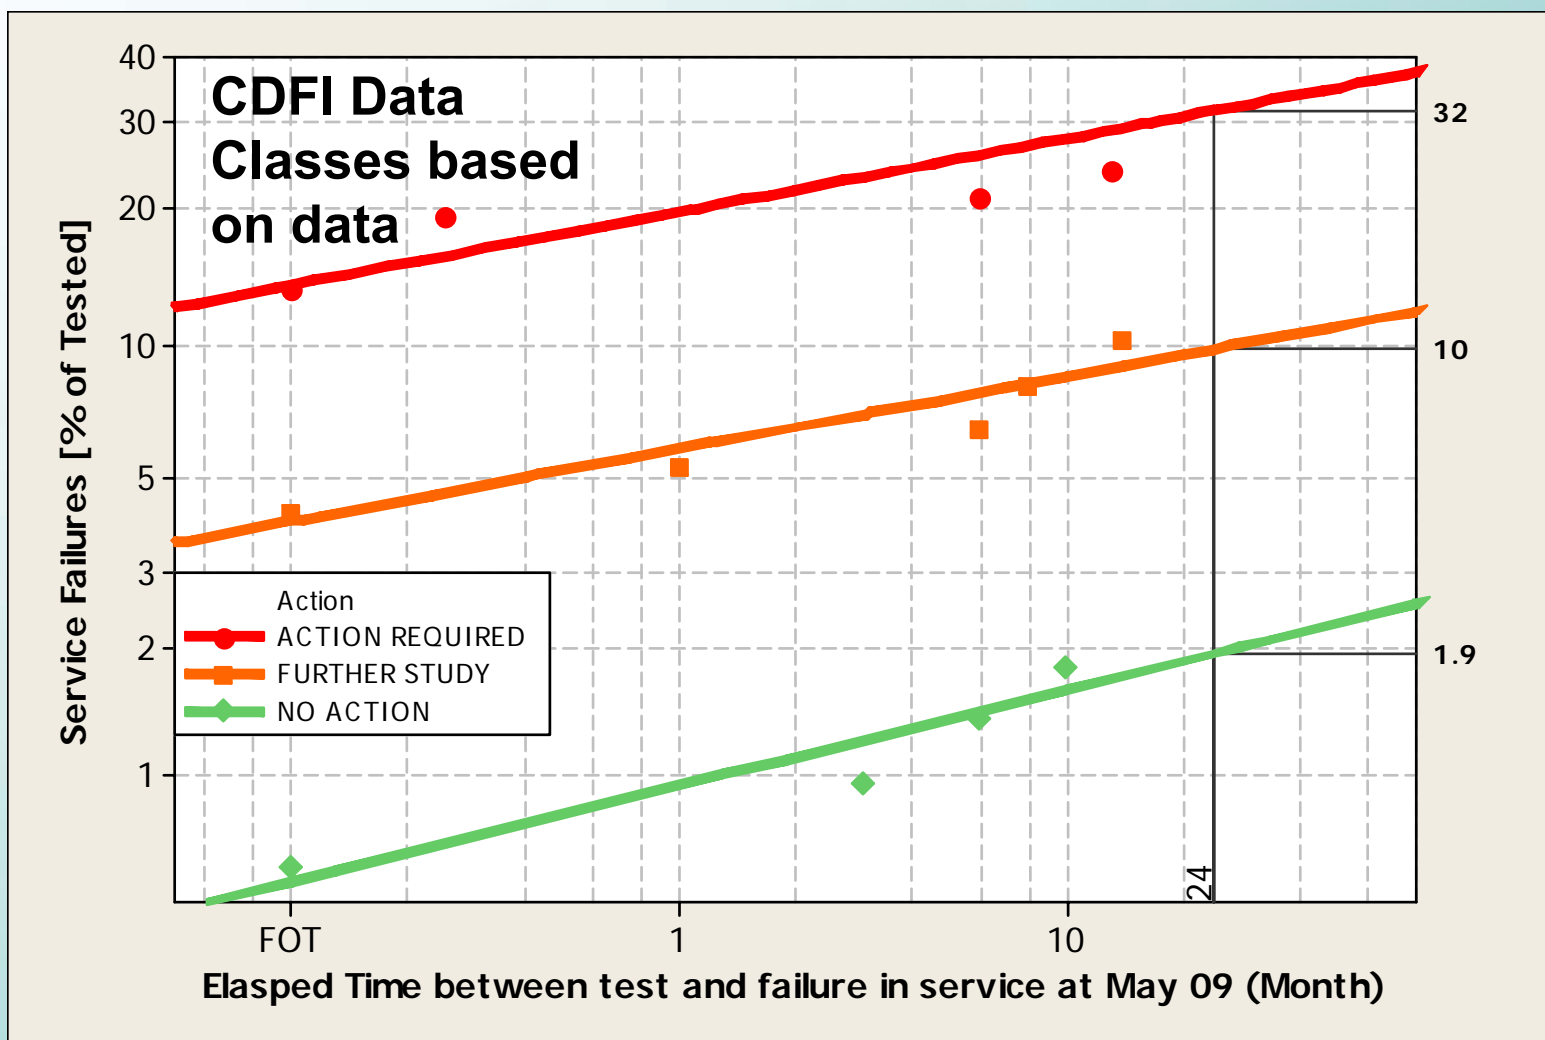 CDFI Data
Classes based
on data
40
30
20
10
5
3
2
1
Service Failures [% of Tested]
32
10
1.9
Action
ACTION REQUIRED
FURTHER STUDY
NO ACTION
24
FOT
1
10
Elasped Time between test and failure in service at May 09 (Month)